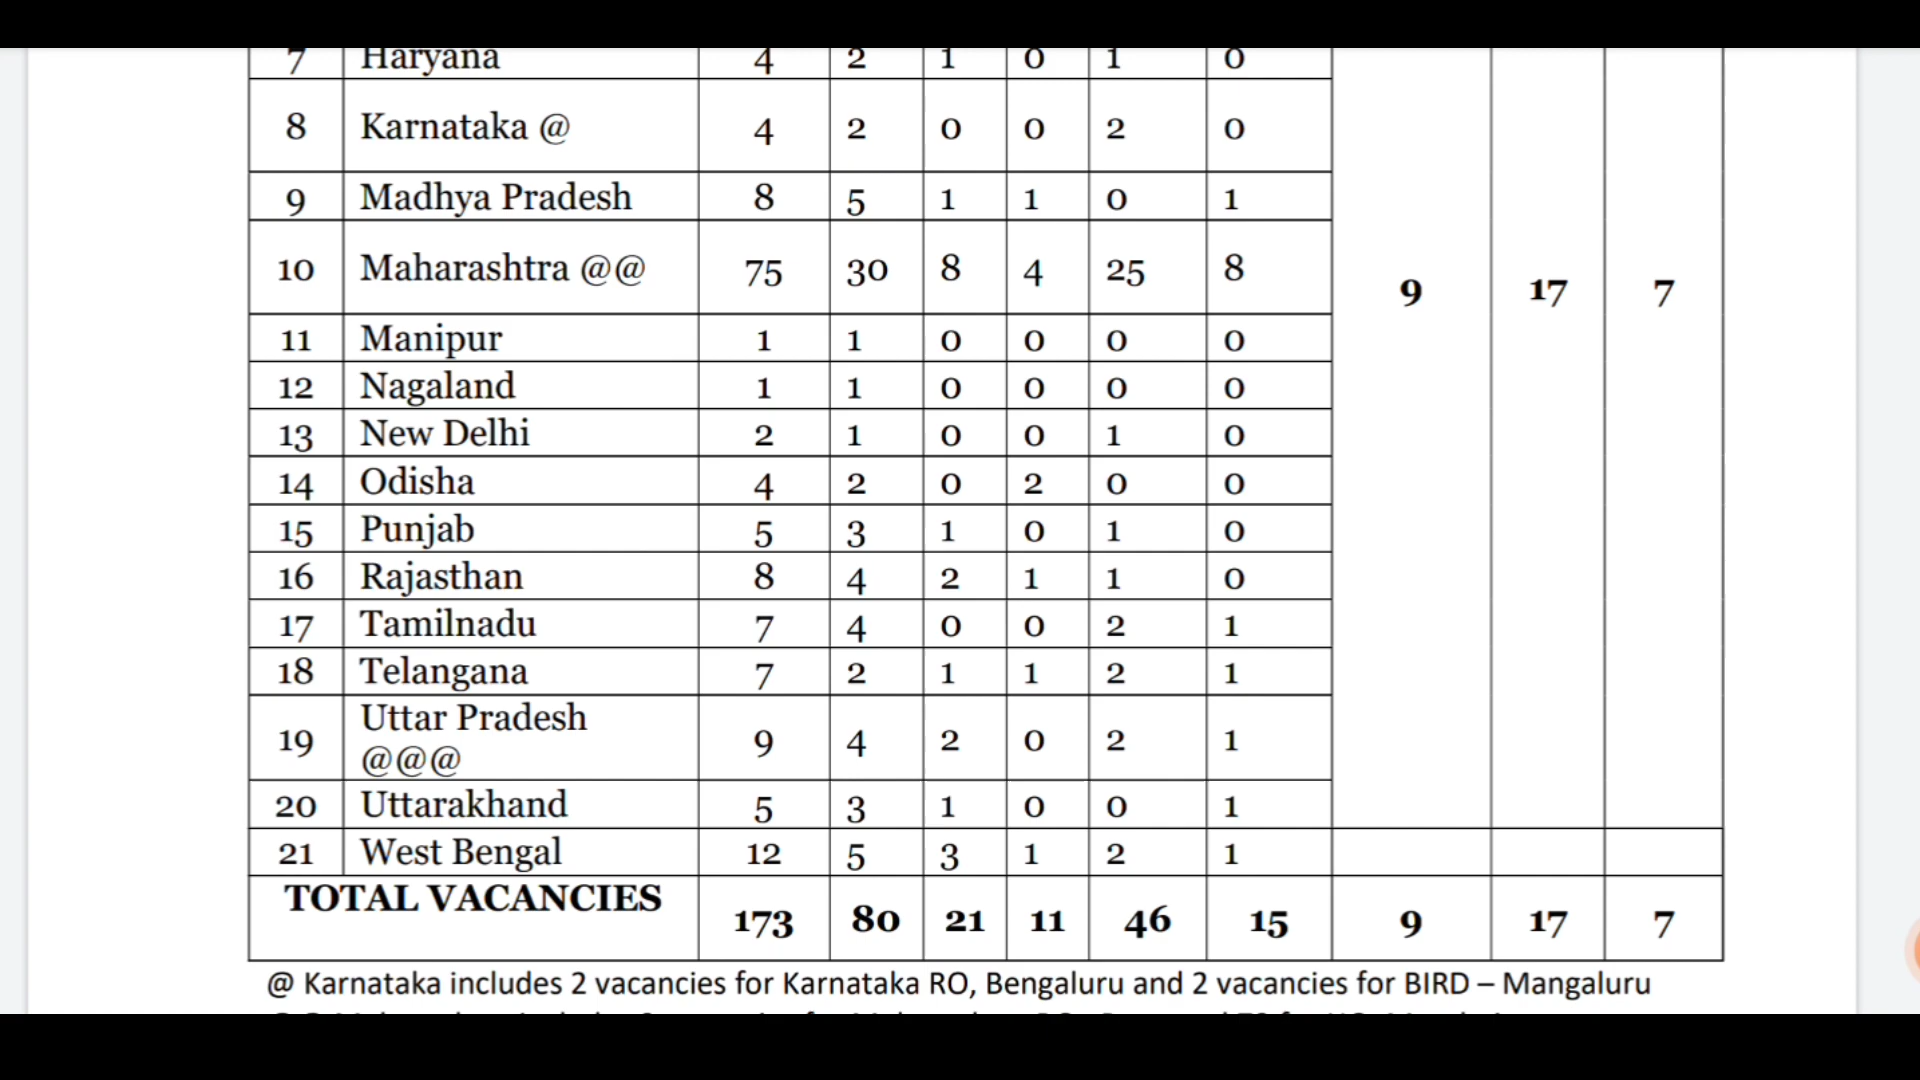 7 Haryana 4 2 1 0 1 0
8 Karnataka @ 4 2 0 0 2 0
9 Madhya Pradesh 8 5 1 1 0 1
10 Maharashtra @@ 75 30 8 4 25 8 9 17 7
11 Manipur 1 1 0 0 0 0
12 Nagaland 1 1 0 0 0 0
13 New Delhi 2 1 0 0 1 0
14 Odisha 4 2 0 2 0 0
15 Punjab 5 3 1 0 1 0
16 Rajasthan 8 4 2 1 1 0
17 Tamilnadu 7 4 0 0 2 1
18 Telangana 7 2 1 1 2 1
19 Uttar Pradesh @@@ 9 4 2 0 2 1
20 Uttarakhand 5 3 1 0 0 1
21 West Bengal 12 5 3 1 2 1
TOTAL VACANCIES 173 80 21 11 46 15 9 17 7
@ Karnataka includes 2 vacancies for Karnataka RO, Bengaluru and 2 vacancies for BIRD – Mangaluru